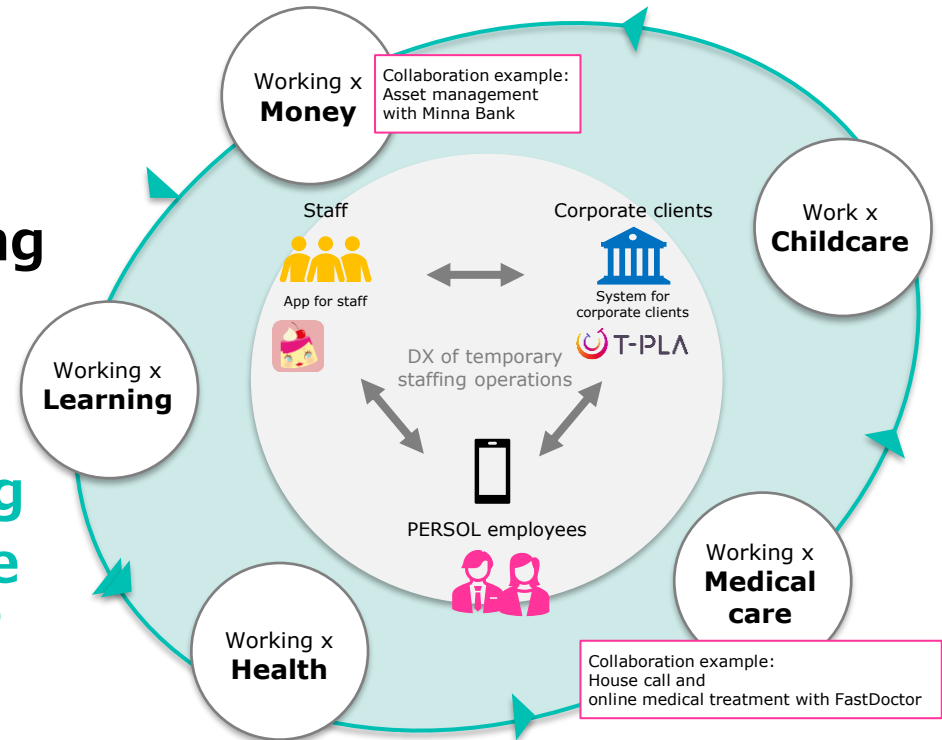 Working x
Money
Collaboration example:
Asset management
with Minna Bank
Work x
Childcare
Staff
App for staff
Corporate clients
System for
corporate clients
T-PLA
DX of temporary
staffing operations
Working x
Learning
PERSOL employees
Working x
Medical
care
Working x
Health
Collaboration example:
House call and
online medical treatment with FastDoctor